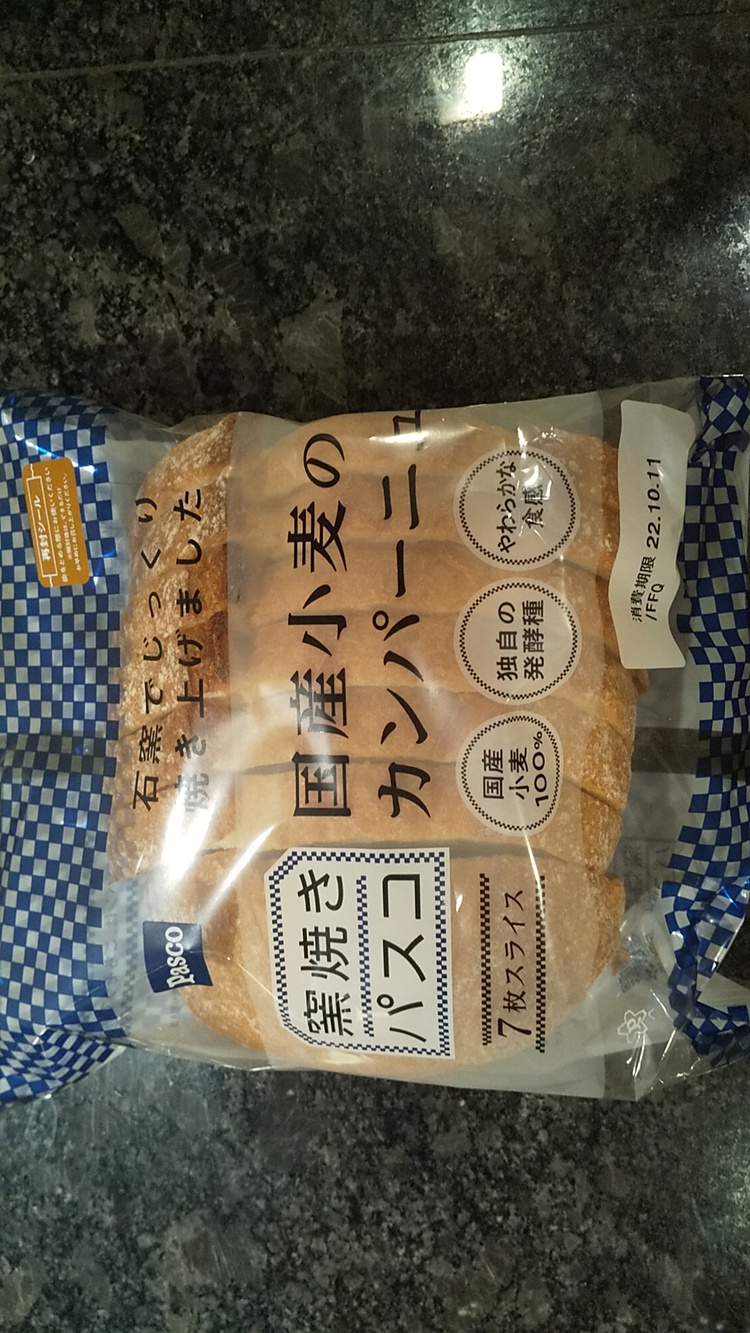 石窯でじっくり
焼き上げました
Pasco
国産小麦の
カンパーニュ
窯焼き
パスコ
国産
小麦
100%
独自の
発酵種
やわらかな
食感
7枚スライス
消費期限 22.10.11
/FFQ
再封シール